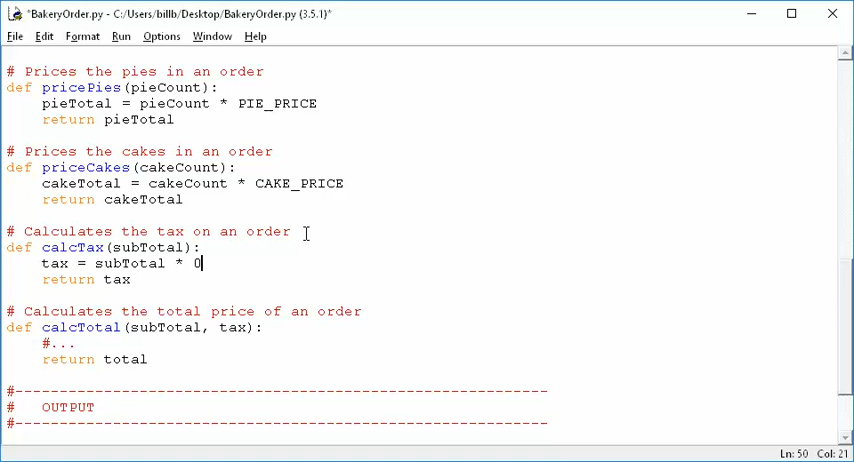 *BakeryOrder.py - C:/Users/billb/Desktop/BakeryOrder.py (3.5.1)*
File Edit Format Run Options Window Help
# Prices the pies in an order
def pricePies(pieCount):
    pieTotal = pieCount * PIE_PRICE
    return pieTotal
# Prices the cakes in an order
def priceCakes(cakeCount):
    cakeTotal = cakeCount * CAKE_PRICE
    return cakeTotal
# Calculates the tax on an order
def calcTax(subTotal):
    tax = subTotal * 0
    return tax
# Calculates the total price of an order
def calcTotal(subTotal, tax):
    #...
    return total
#------------------------------------------------------------
#   OUTPUT
#------------------------------------------------------------
Ln: 50 Col: 21